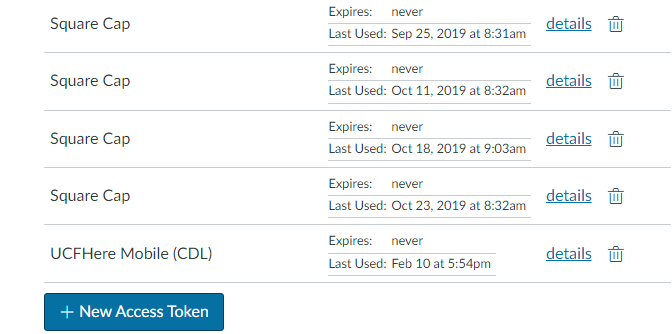 Square Cap
Expires: never
Last Used: Sep 25, 2019 at 8:31am
details
Square Cap
Expires: never
Last Used: Oct 11, 2019 at 8:32am
details
Square Cap
Expires: never
Last Used: Oct 18, 2019 at 9:03am
details
Square Cap
Expires: never
Last Used: Oct 23, 2019 at 8:32am
details
UCFHere Mobile (CDL)
Expires: never
Last Used: Feb 10 at 5:54pm
details
+ New Access Token